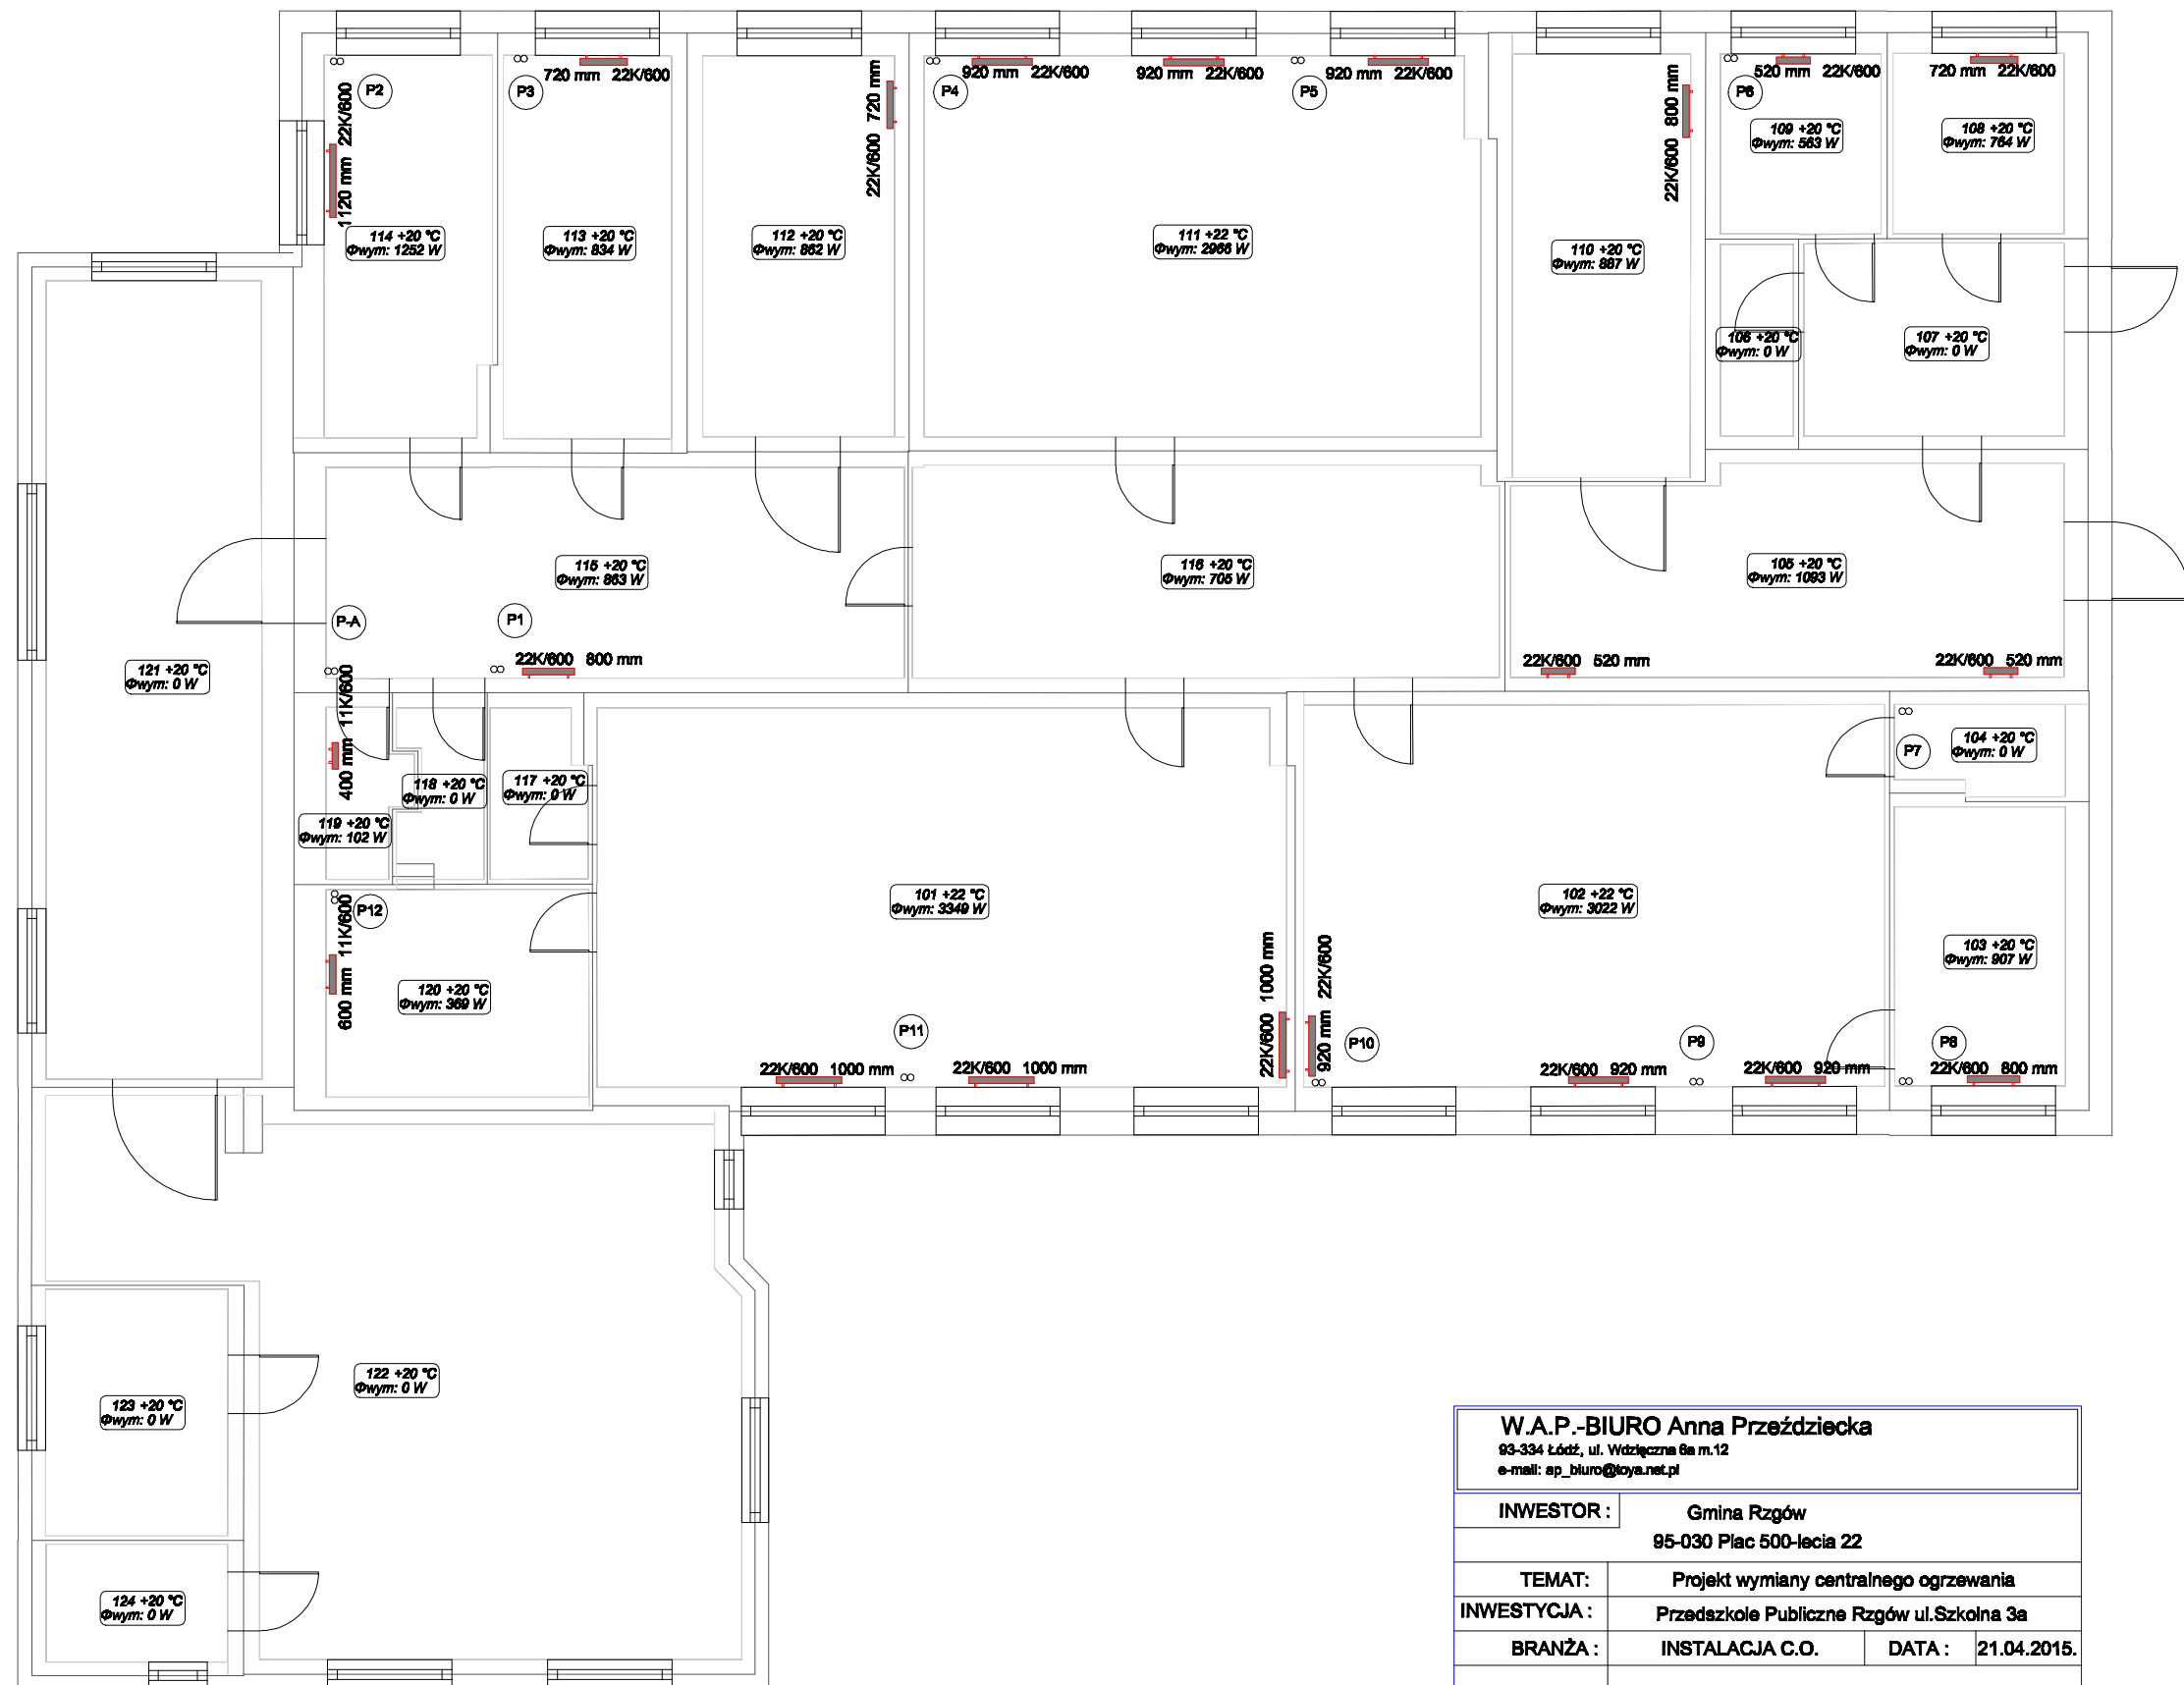 P2
1120 mm 22K/600
114 +20 °C
Φwym: 1252 W
P3
720 mm 22K/600
113 +20 °C
Φwym: 834 W
22K/600 720 mm
112 +20 °C
Φwym: 862 W
P4
920 mm 22K/600
920 mm 22K/600
P5
920 mm 22K/600
111 +22 °C
Φwym: 2966 W
22K/600 800 mm
110 +20 °C
Φwym: 887 W
P6
520 mm 22K/600
109 +20 °C
Φwym: 563 W
720 mm 22K/600
108 +20 °C
Φwym: 764 W
106 +20 °C
Φwym: 0 W
107 +20 °C
Φwym: 0 W
115 +20 °C
Φwym: 863 W
116 +20 °C
Φwym: 705 W
105 +20 °C
Φwym: 1093 W
P-A
P1
22K/600 800 mm
22K/600 520 mm
22K/600 520 mm
121 +20 °C
Φwym: 0 W
400 mm 11K/600
118 +20 °C
Φwym: 0 W
117 +20 °C
Φwym: 0 W
119 +20 °C
Φwym: 102 W
P7
104 +20 °C
Φwym: 0 W
P12
600 mm 11K/600
120 +20 °C
Φwym: 369 W
101 +22 °C
Φwym: 3349 W
102 +22 °C
Φwym: 3022 W
103 +20 °C
Φwym: 907 W
22K/600 1000 mm
920 mm 22K/600
P11
P10
P9
P8
22K/600 1000 mm
22K/600 1000 mm
22K/600 920 mm
22K/600 920 mm
22K/600 800 mm
122 +20 °C
Φwym: 0 W
123 +20 °C
Φwym: 0 W
124 +20 °C
Φwym: 0 W
W.A.P.-BIURO Anna Przeździecka
93-334 Łódź, ul. Wdzięczna 6a m.12
e-mail: ap_biuro@toya.net.pl
INWESTOR : Gmina Rzgów
95-030 Plac 500-lecia 22
TEMAT: Projekt wymiany centralnego ogrzewania
INWESTYCJA : Przedszkole Publiczne Rzgów ul.Szkolna 3a
BRANŻA : INSTALACJA C.O. DATA : 21.04.2015.